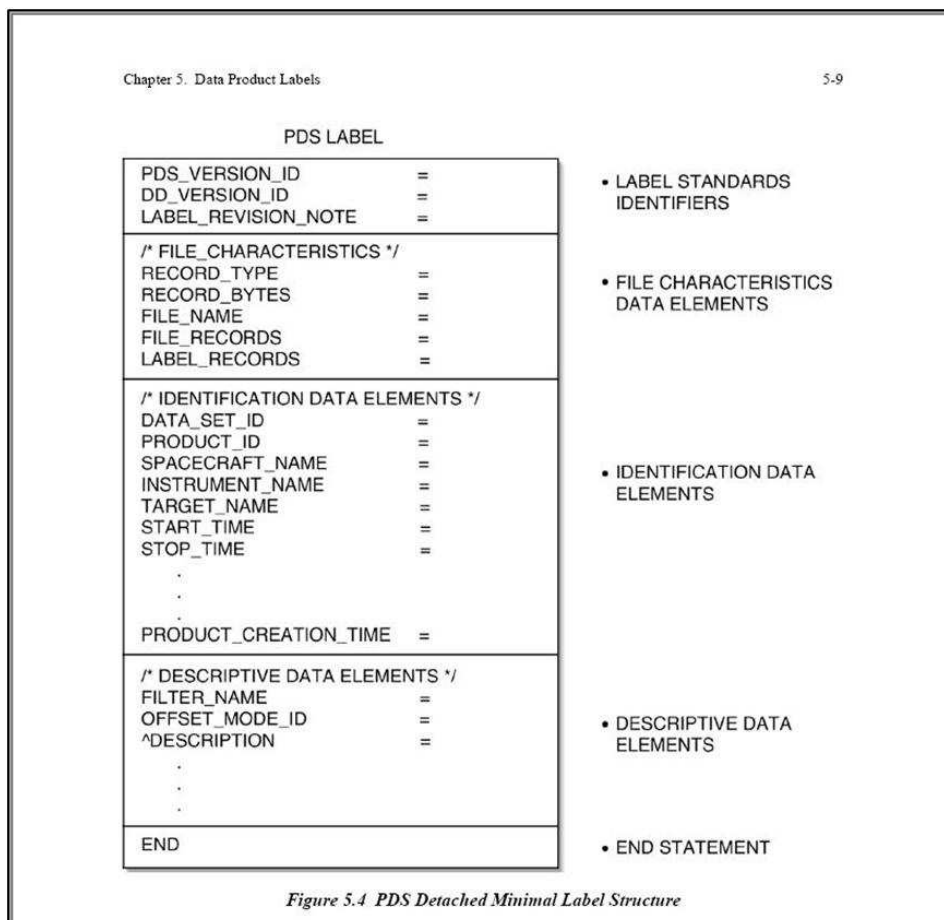 Chapter 5. Data Product Labels 5-9
PDS LABEL
PDS_VERSION_ID =
DD_VERSION_ID =
LABEL_REVISION_NOTE =
• LABEL STANDARDS
IDENTIFIERS
/* FILE_CHARACTERISTICS */
RECORD_TYPE =
RECORD_BYTES =
FILE_NAME =
FILE_RECORDS =
LABEL_RECORDS =
• FILE CHARACTERISTICS
DATA ELEMENTS
/* IDENTIFICATION DATA ELEMENTS */
DATA_SET_ID =
PRODUCT_ID =
SPACECRAFT_NAME =
INSTRUMENT_NAME =
TARGET_NAME =
START_TIME =
STOP_TIME =
.
.
.
PRODUCT_CREATION_TIME =
• IDENTIFICATION DATA
ELEMENTS
/* DESCRIPTIVE DATA ELEMENTS */
FILTER_NAME =
OFFSET_MODE_ID =
^DESCRIPTION =
.
.
.
• DESCRIPTIVE DATA
ELEMENTS
END
• END STATEMENT
Figure 5.4 PDS Detached Minimal Label Structure